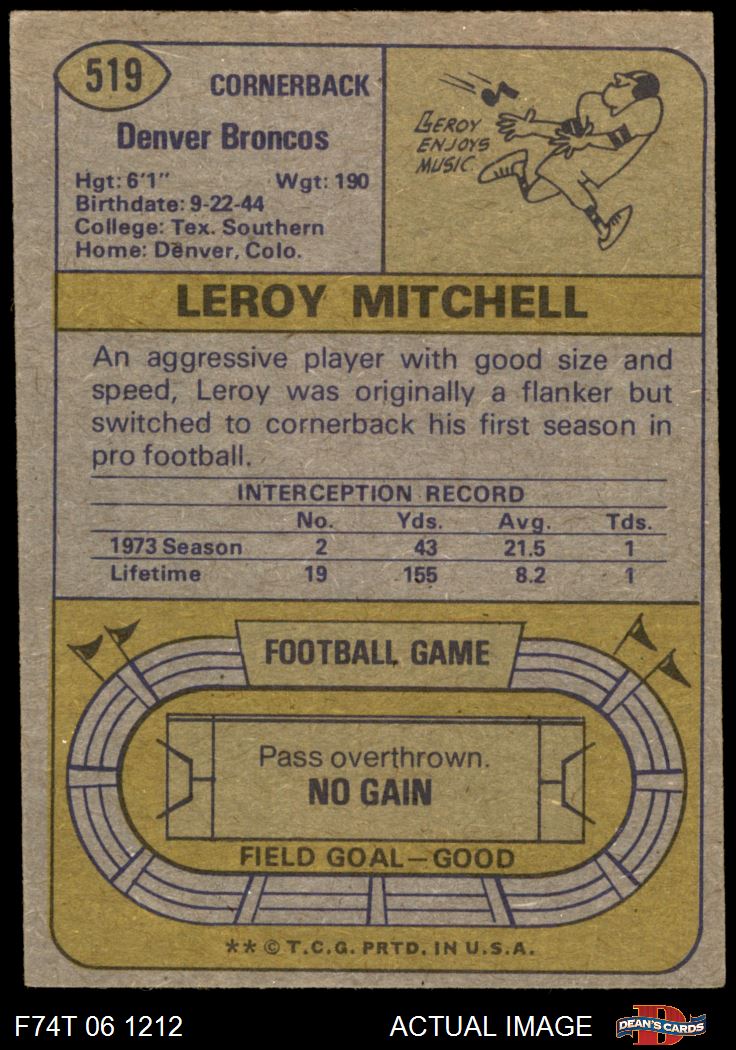 519
CORNERBACK
Denver Broncos
Hgt: 6'1" Wgt: 190
Birthdate: 9-22-44
College: Tex. Southern
Home: Denver, Colo.
LEROY
ENJOYS
MUSIC.
LEROY MITCHELL
An aggressive player with good size and
speed, Leroy was originally a flanker but
switched to cornerback his first season in
pro football.
INTERCEPTION RECORD
No. Yds. Avg. Tds.
1973 Season 2 43 21.5 1
Lifetime 19 155 8.2 1
FOOTBALL GAME
Pass overthrown.
NO GAIN
FIELD GOAL—GOOD
** © T.C.G. PRTD. IN U.S.A.
F74T 06 1212 ACTUAL IMAGE
D
DEAN'S CARDS